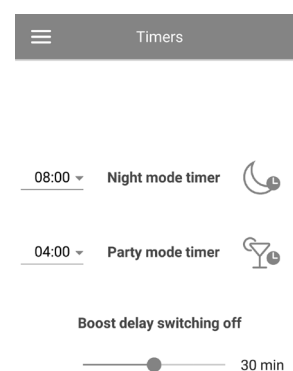 Timers
08:00 Night mode timer
04:00 Party mode timer
Boost delay switching off
30 min